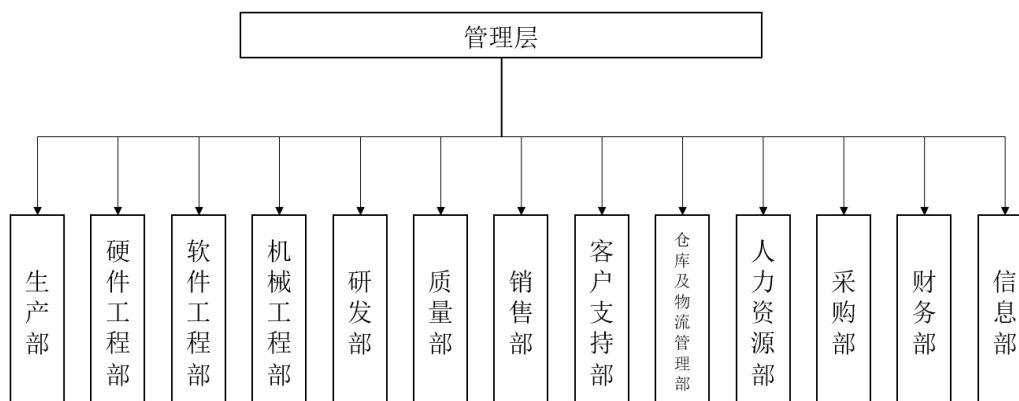 管理层
生产部
硬件工程部
软件工程部
机械工程部
研发部
质量部
销售部
客户支持部
仓库及物流管理部
人力资源部
采购部
财务部
信息部